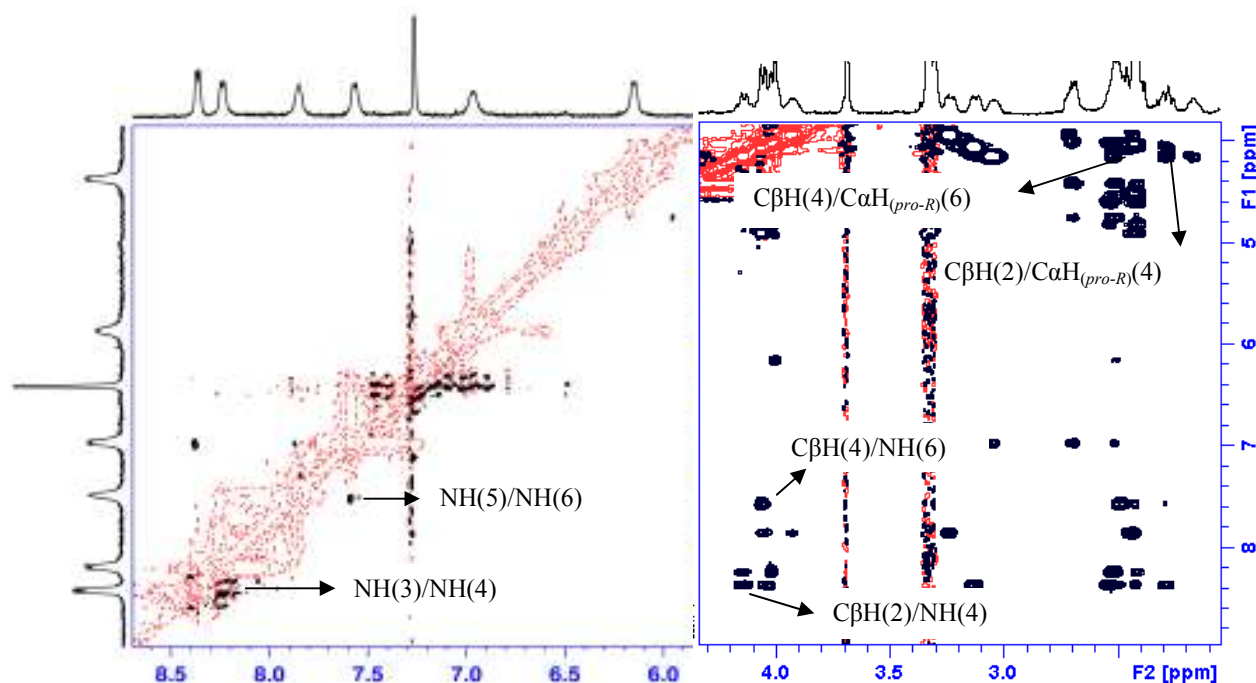 CβH(4)/CαH(pro-R)(6)
CβH(2)/CαH(pro-R)(4)
CβH(4)/NH(6)
NH(5)/NH(6)
NH(3)/NH(4)
CβH(2)/NH(4)
F1 [ppm]
5
6
7
8
8.5 8.0 7.5 7.0 6.5 6.0
4.0 3.5 3.0 F2 [ppm]